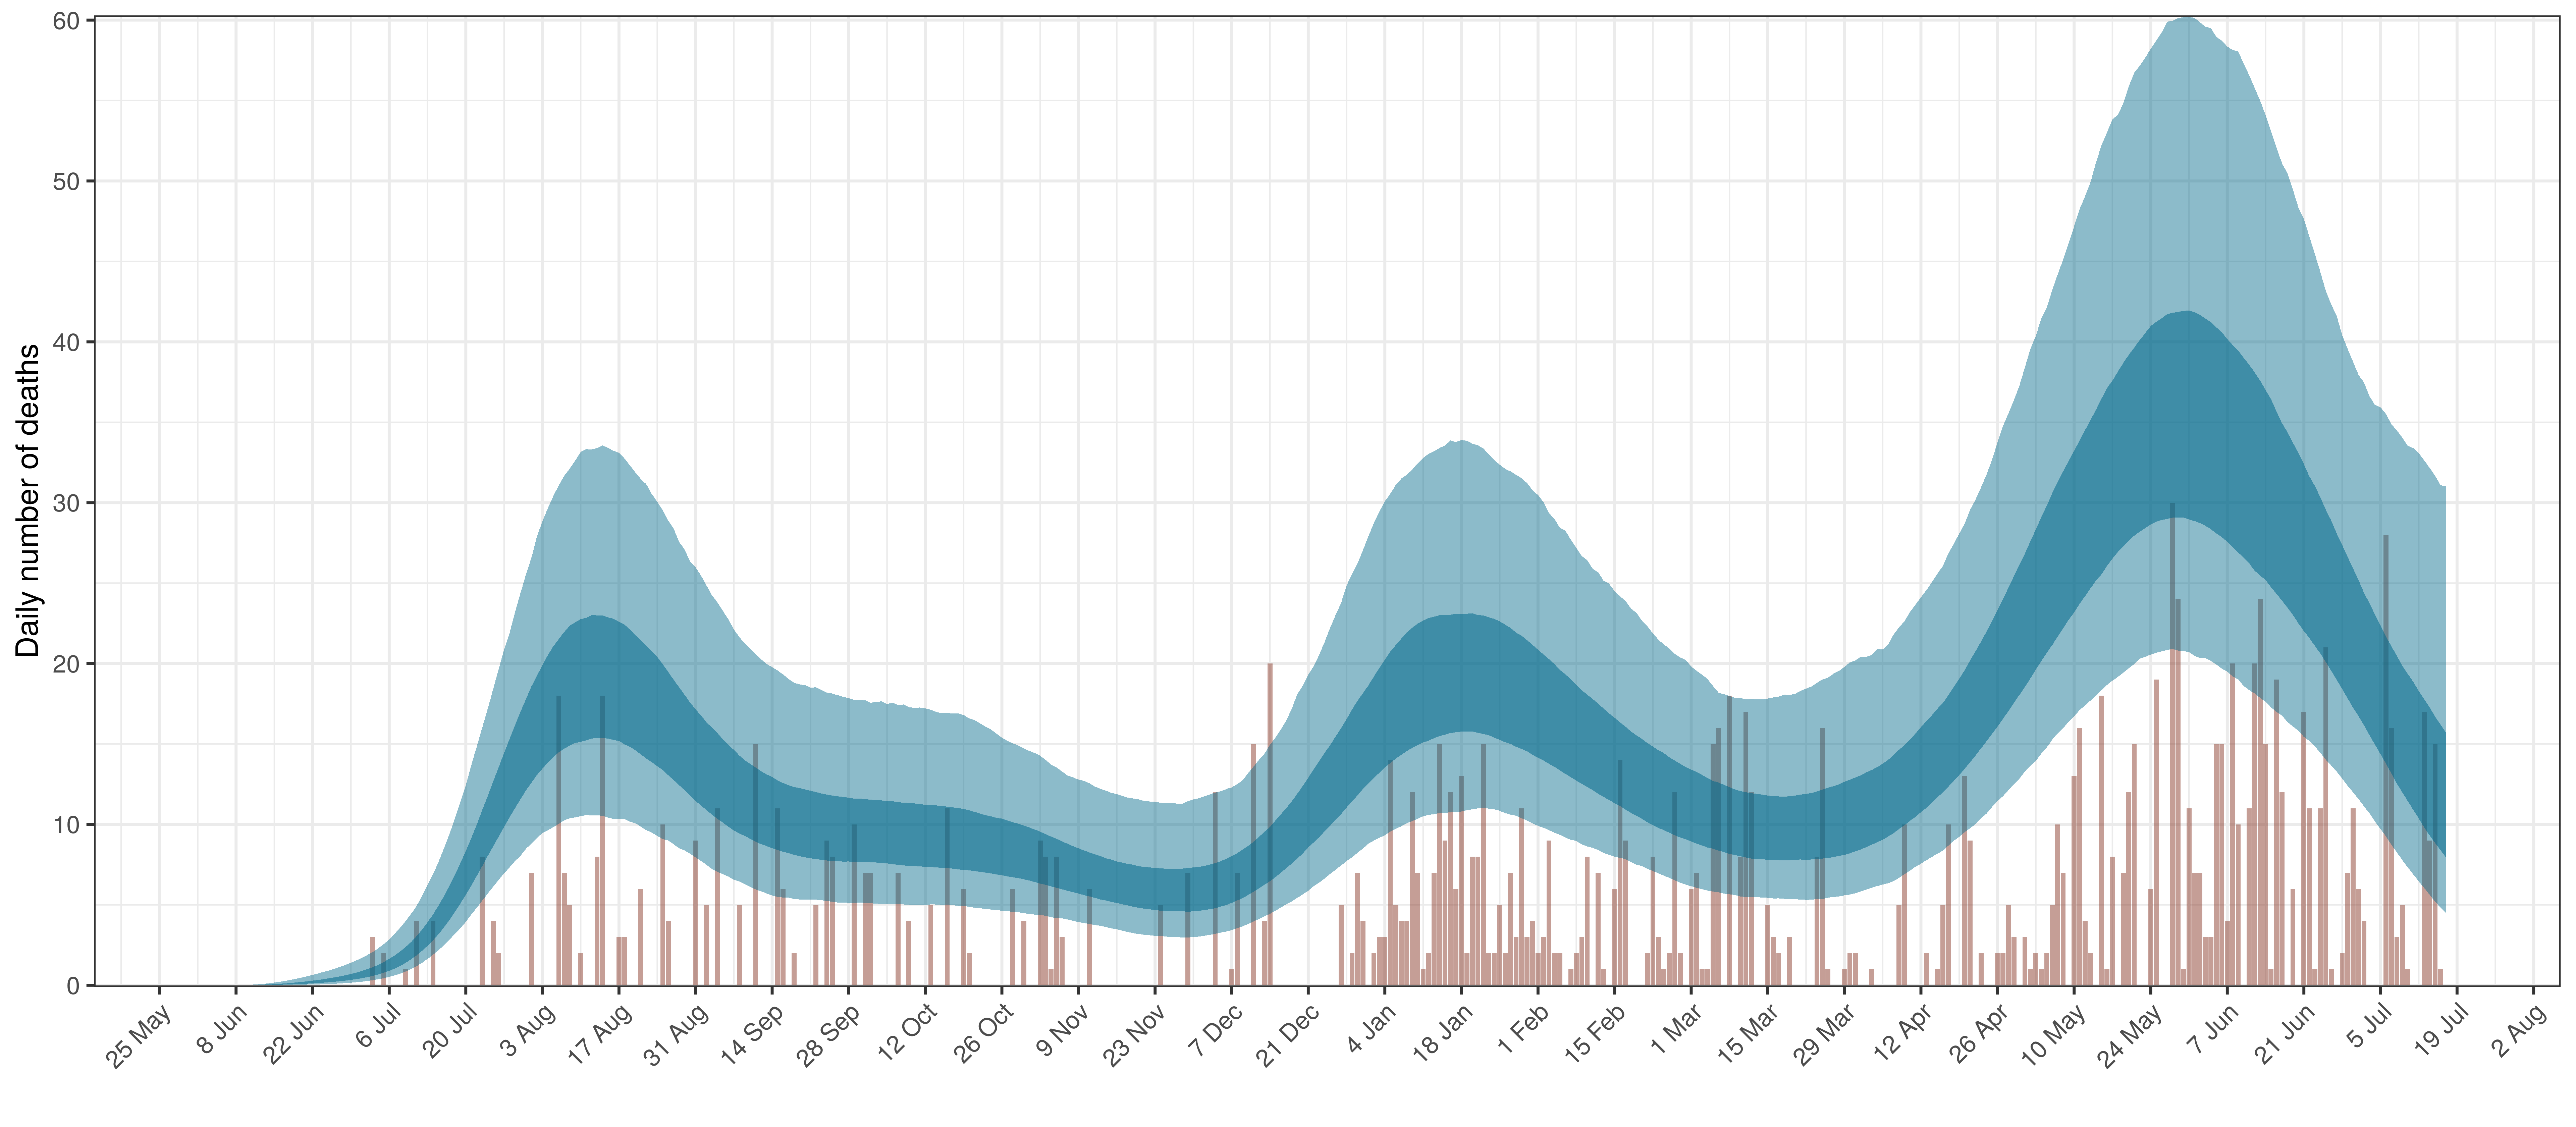 Daily number of deaths
60
50
40
30
20
10
0
25 May
8 Jun
22 Jun
6 Jul
20 Jul
3 Aug
17 Aug
31 Aug
14 Sep
28 Sep
12 Oct
26 Oct
9 Nov
23 Nov
7 Dec
21 Dec
4 Jan
18 Jan
1 Feb
15 Feb
1 Mar
15 Mar
29 Mar
12 Apr
26 Apr
10 May
24 May
7 Jun
21 Jun
5 Jul
19 Jul
2 Aug